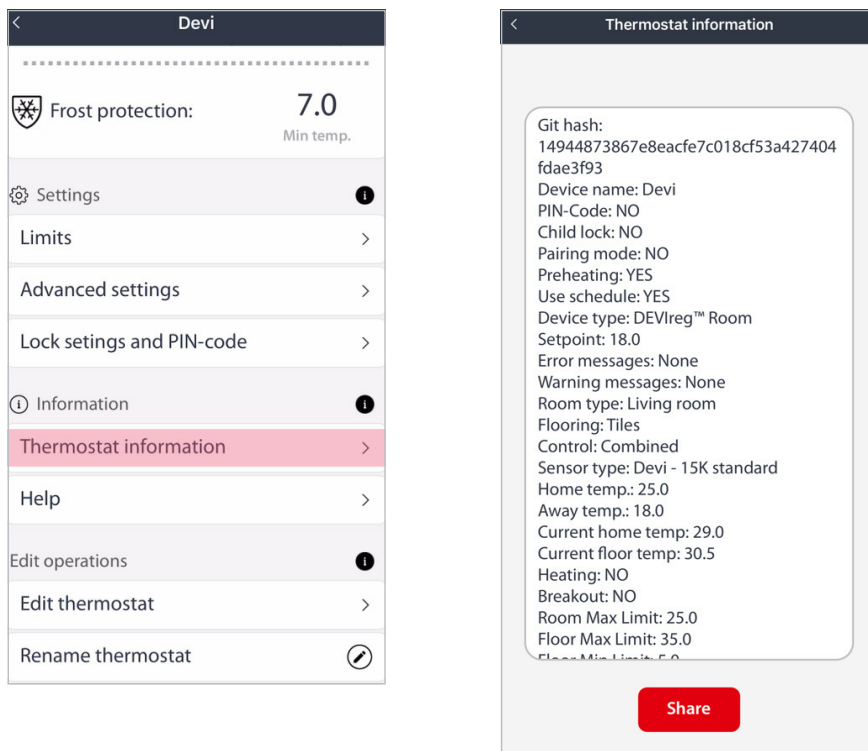 Devi
Frost protection:
7.0
Min temp.
Settings
Limits
Advanced settings
Lock setings and PIN-code
Information
Thermostat information
Help
Edit operations
Edit thermostat
Rename thermostat
Thermostat information
Git hash:
14944873867e8eacfe7c018cf53a427404
fdae3f93
Device name: Devi
PIN-Code: NO
Child lock: NO
Pairing mode: NO
Preheating: YES
Use schedule: YES
Device type: DEVIreg™ Room
Setpoint: 18.0
Error messages: None
Warning messages: None
Room type: Living room
Flooring: Tiles
Control: Combined
Sensor type: Devi - 15K standard
Home temp.: 25.0
Away temp.: 18.0
Current home temp: 29.0
Current floor temp: 30.5
Heating: NO
Breakout: NO
Room Max Limit: 25.0
Floor Max Limit: 35.0
Floor Min Limit: 5.0
Share